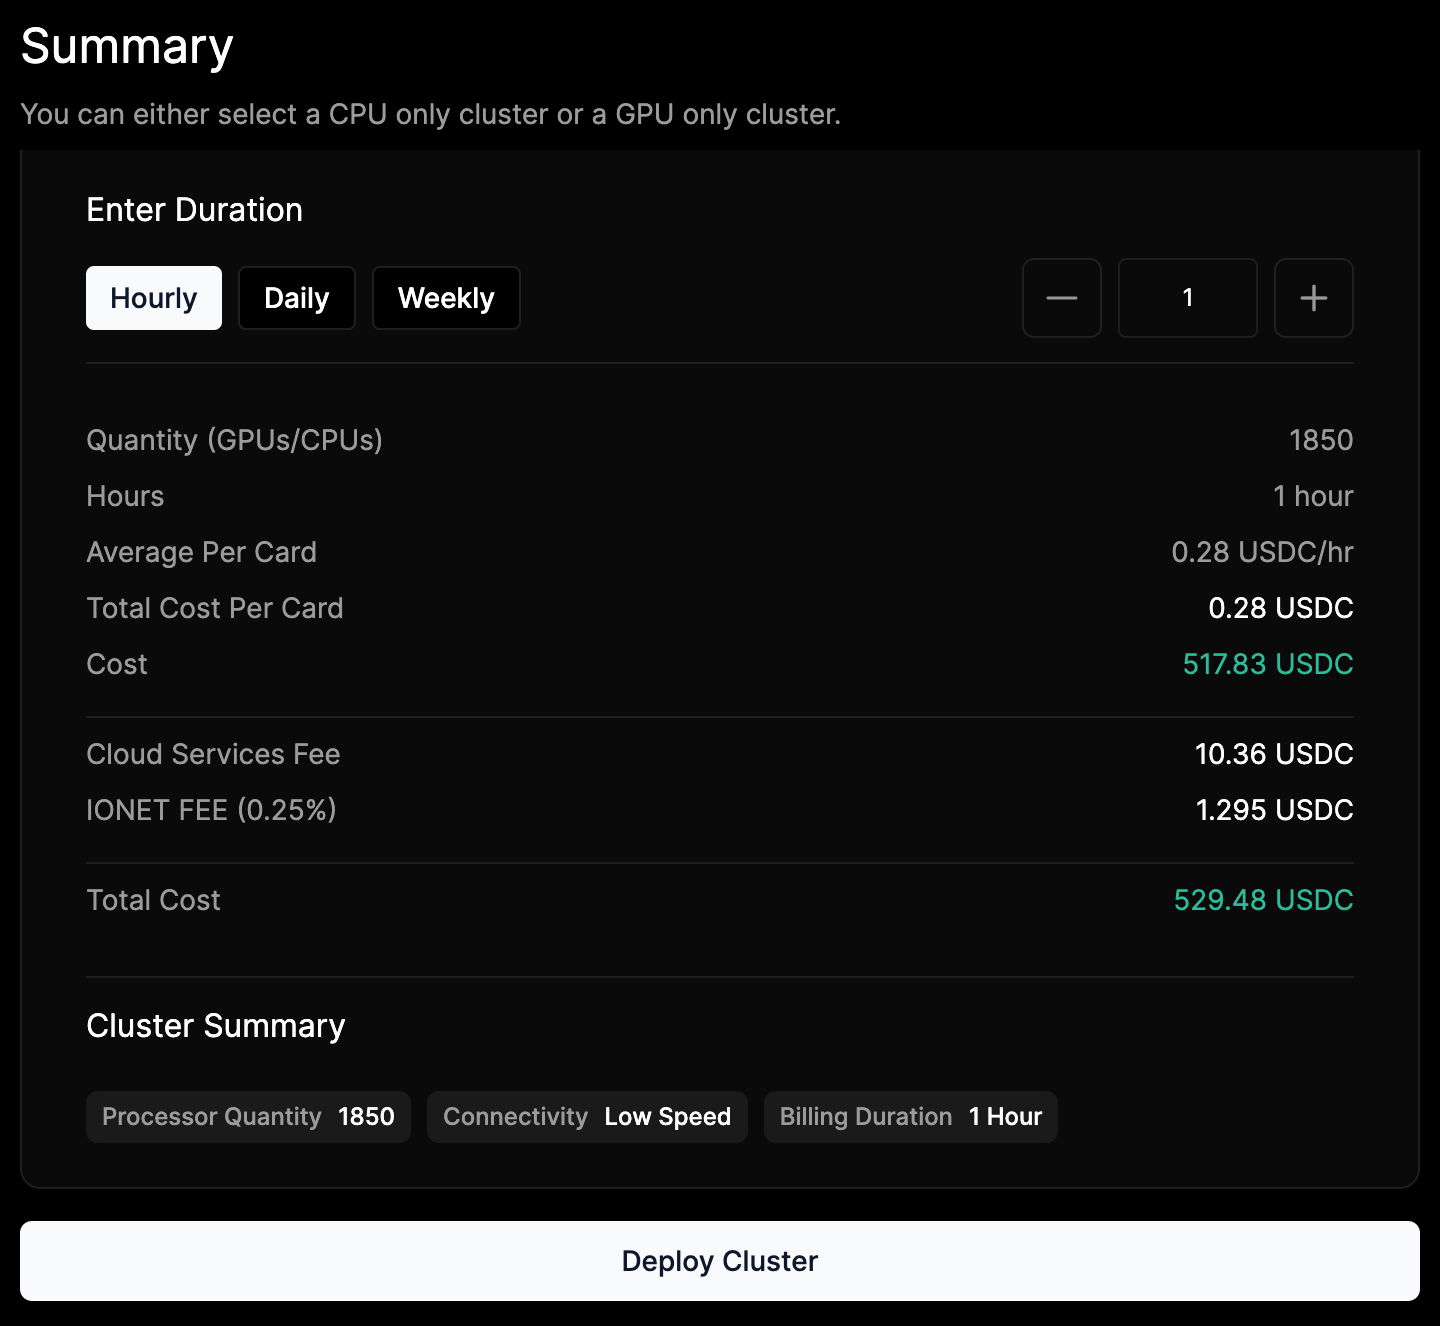 Summary
You can either select a CPU only cluster or a GPU only cluster.
Enter Duration
Hourly Daily Weekly — 1 +
Quantity (GPUs/CPUs) 1850
Hours 1 hour
Average Per Card 0.28 USDC/hr
Total Cost Per Card 0.28 USDC
Cost 517.83 USDC
Cloud Services Fee 10.36 USDC
IONET FEE (0.25%) 1.295 USDC
Total Cost 529.48 USDC
Cluster Summary
Processor Quantity 1850 Connectivity Low Speed Billing Duration 1 Hour
Deploy Cluster